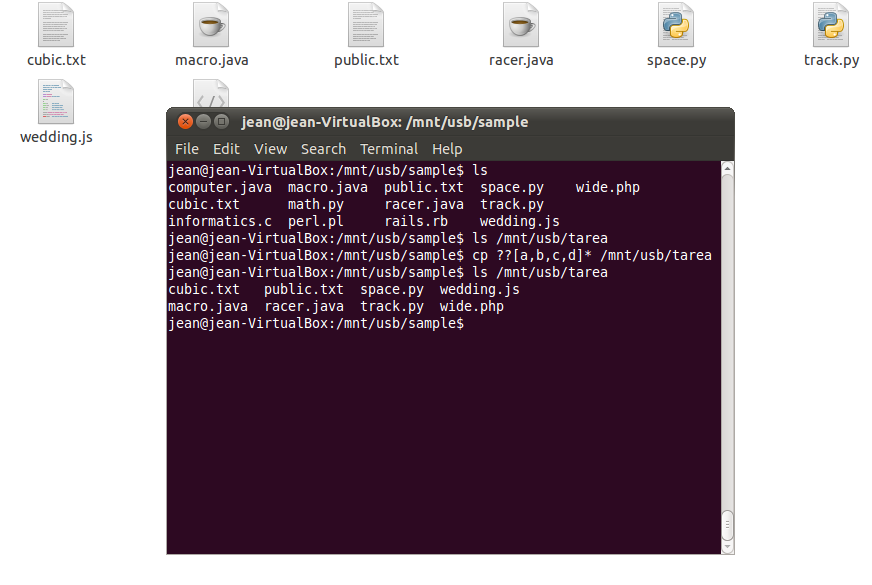 cubic.txt macro.java public.txt racer.java space.py track.py
wedding.js
jean@jean-VirtualBox: /mnt/usb/sample
File Edit View Search Terminal Help
jean@jean-VirtualBox:/mnt/usb/sample$ ls
computer.java  macro.java  public.txt  space.py    wide.php
cubic.txt      math.py     racer.java  track.py
informatics.c  perl.pl     rails.rb    wedding.js
jean@jean-VirtualBox:/mnt/usb/sample$ ls /mnt/usb/tarea
jean@jean-VirtualBox:/mnt/usb/sample$ cp ??[a,b,c,d]* /mnt/usb/tarea
jean@jean-VirtualBox:/mnt/usb/sample$ ls /mnt/usb/tarea
cubic.txt   public.txt  space.py  wedding.js
macro.java  racer.java  track.py  wide.php
jean@jean-VirtualBox:/mnt/usb/sample$